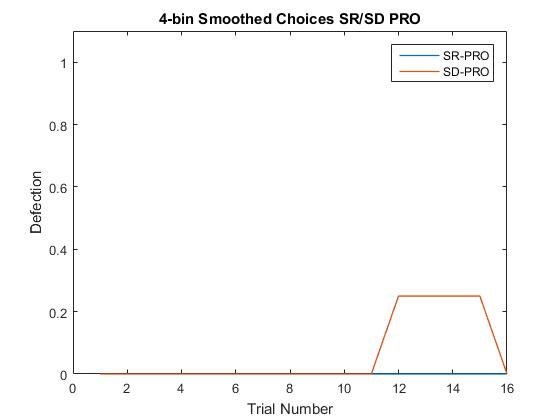 4-bin Smoothed Choices SR/SD PRO
SR-PRO
SD-PRO
1
0.8
0.6
0.4
0.2
0
Defection
0 2 4 6 8 10 12 14 16
Trial Number